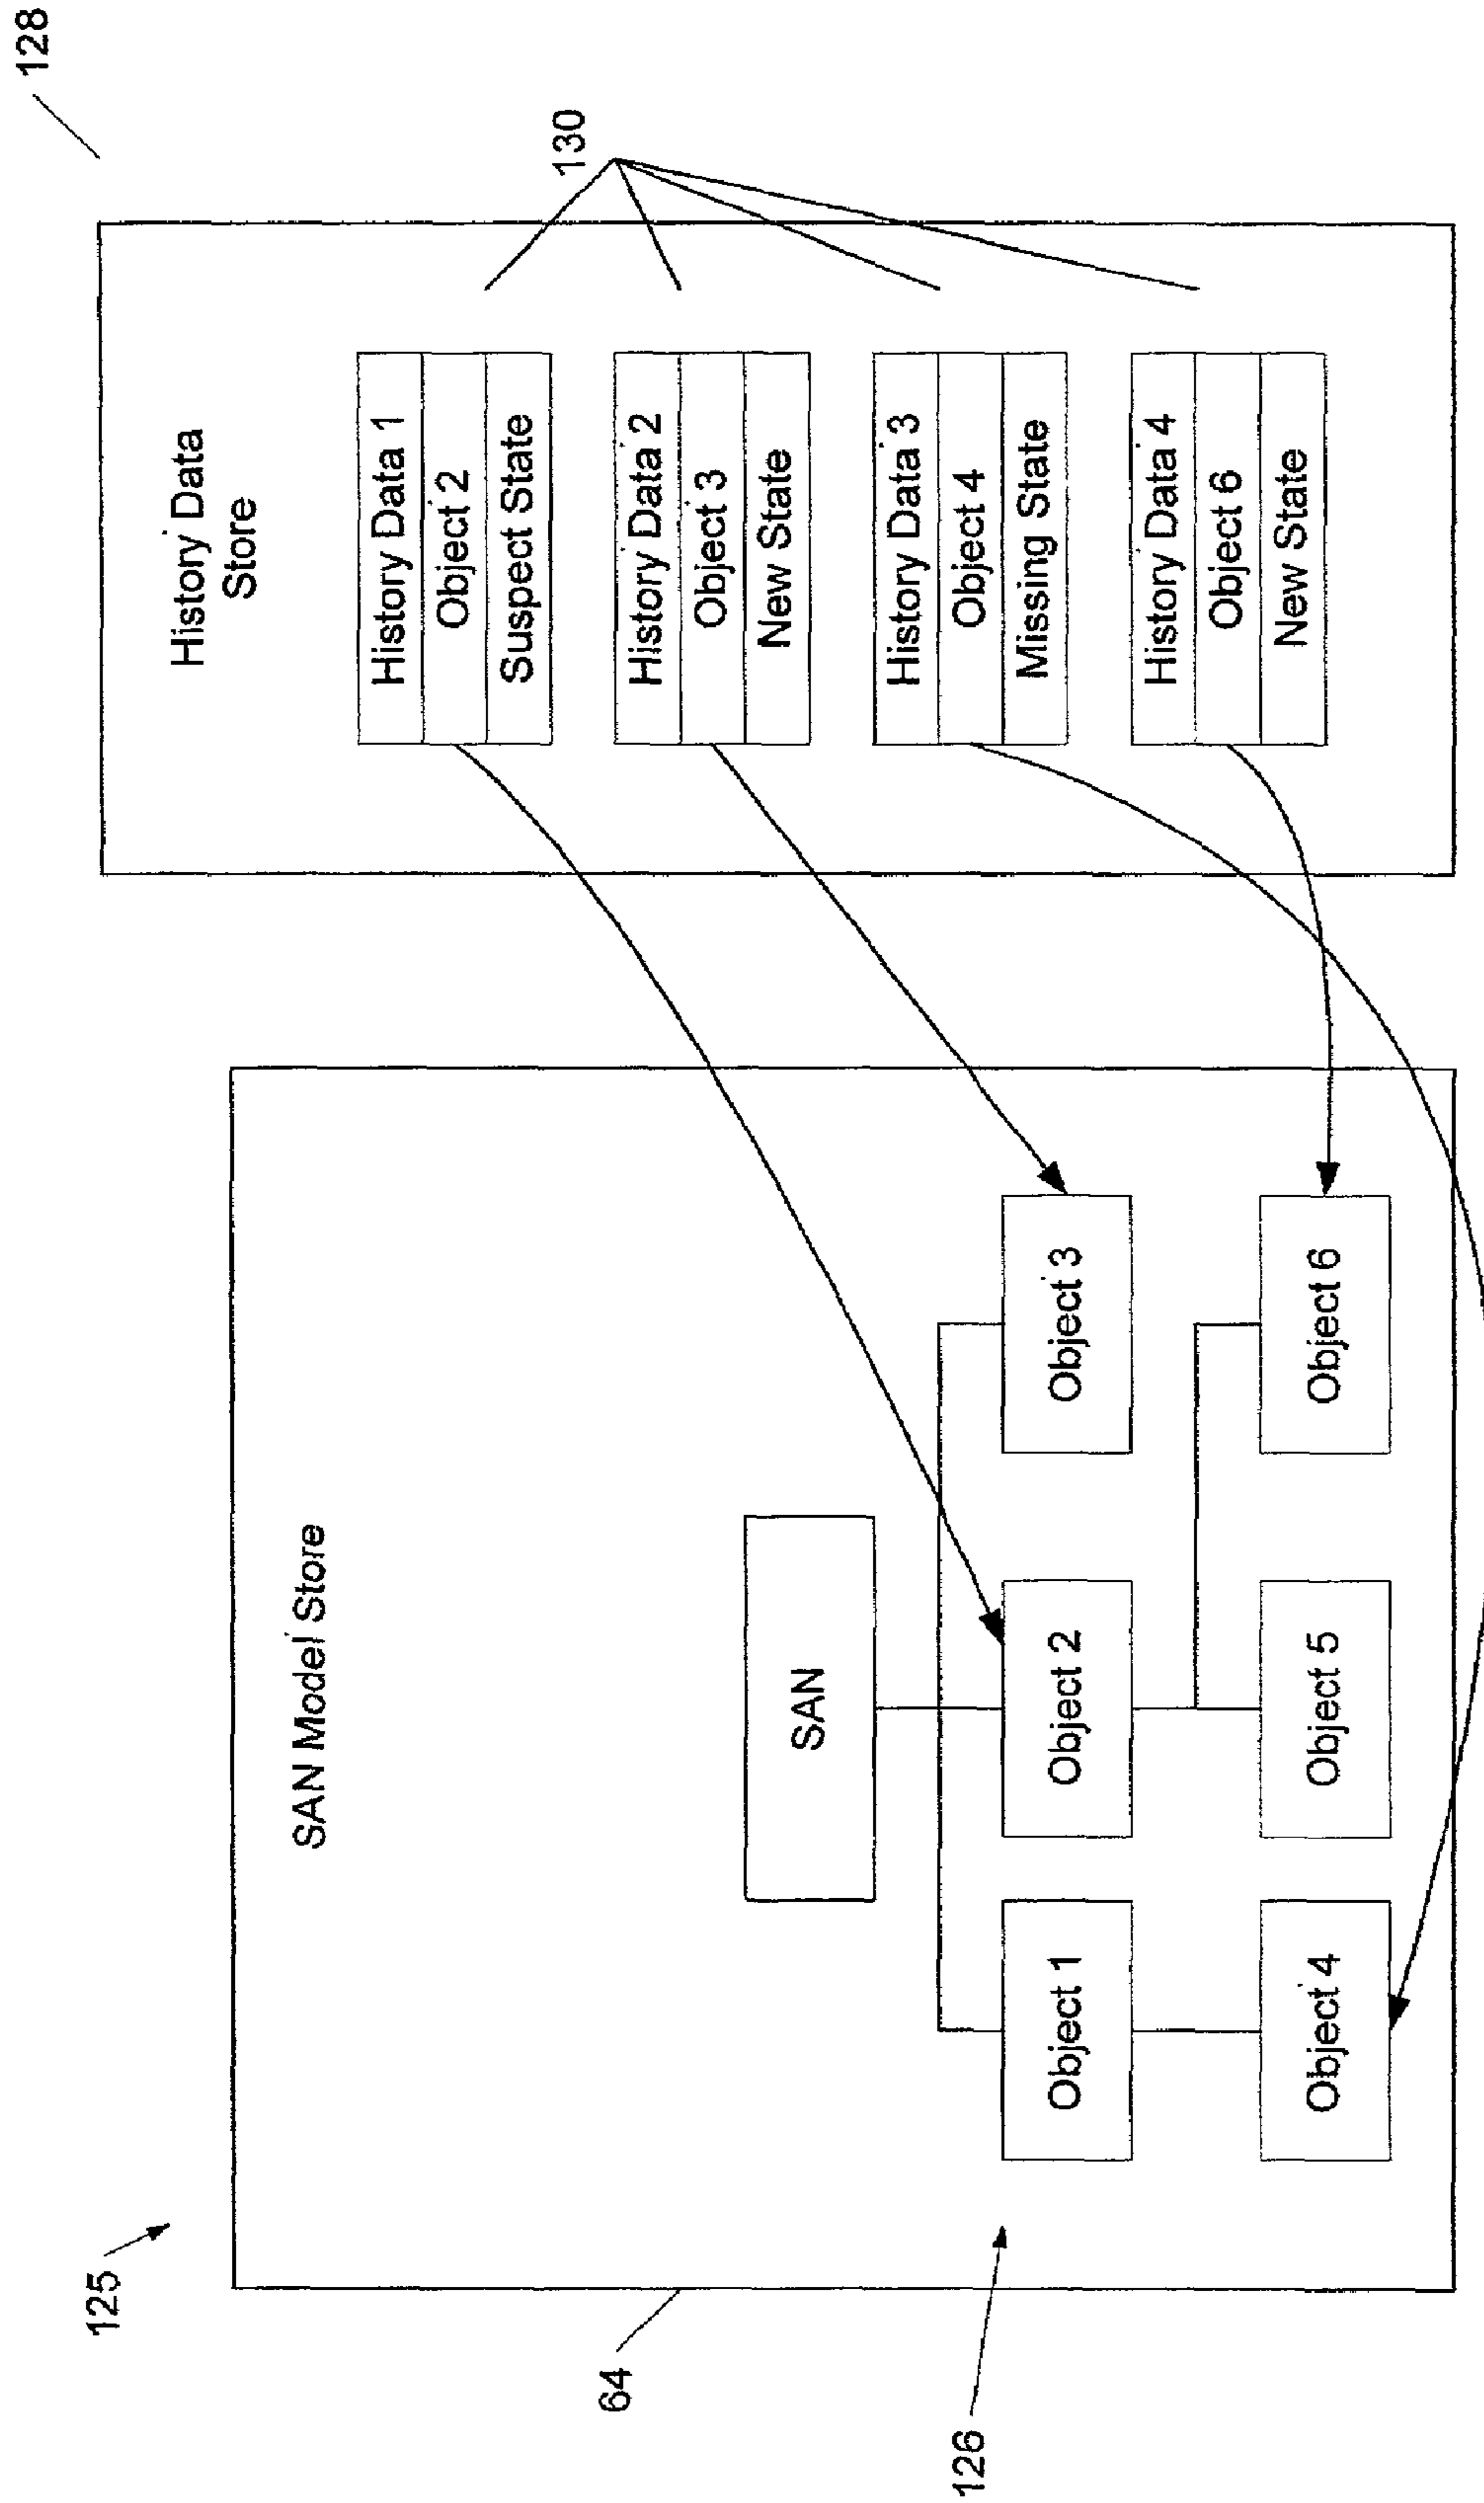 125
128
64
126
130
SAN Model Store
SAN
Object 1
Object 2
Object 3
Object 4
Object 5
Object 6
History Data
Store
History Data 1
Object 2
Suspect State
History Data 2
Object 3
New State
History Data 3
Object 4
Missing State
History Data 4
Object 6
New State